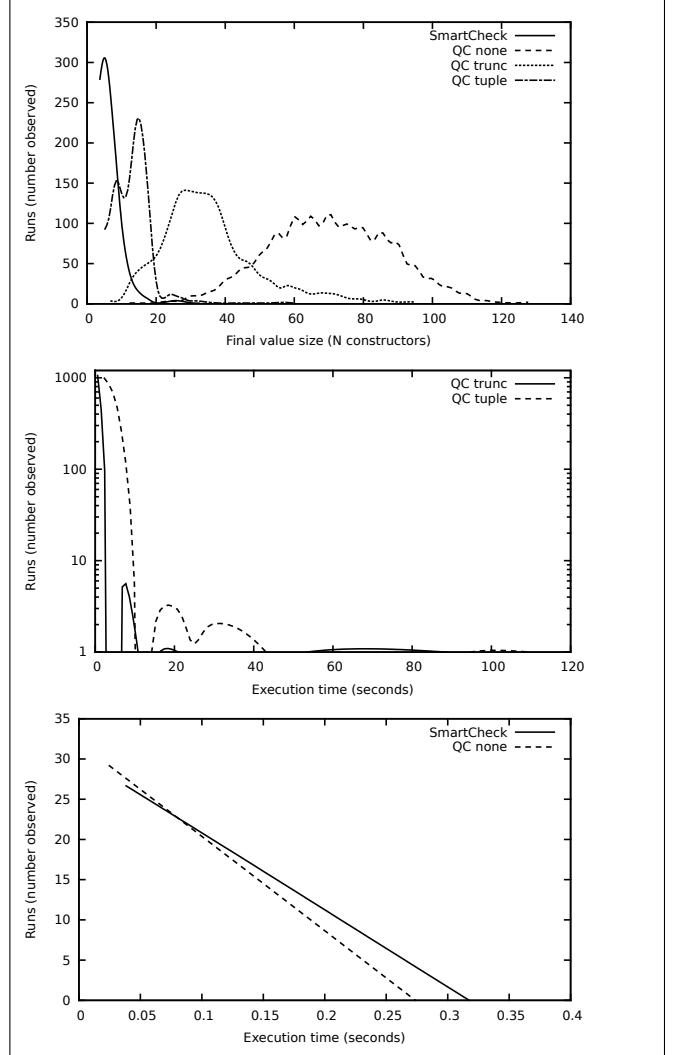 350
300
250
200
150
100
50
0
Runs (number observed)
SmartCheck
QC none
QC trunc
QC tuple
0 20 40 60 80 100 120 140
Final value size (N constructors)
1000
100
10
1
Runs (number observed)
QC trunc
QC tuple
0 20 40 60 80 100 120
Execution time (seconds)
35
30
25
20
15
10
5
0
Runs (number observed)
SmartCheck
QC none
0 0.05 0.1 0.15 0.2 0.25 0.3 0.35 0.4
Execution time (seconds)